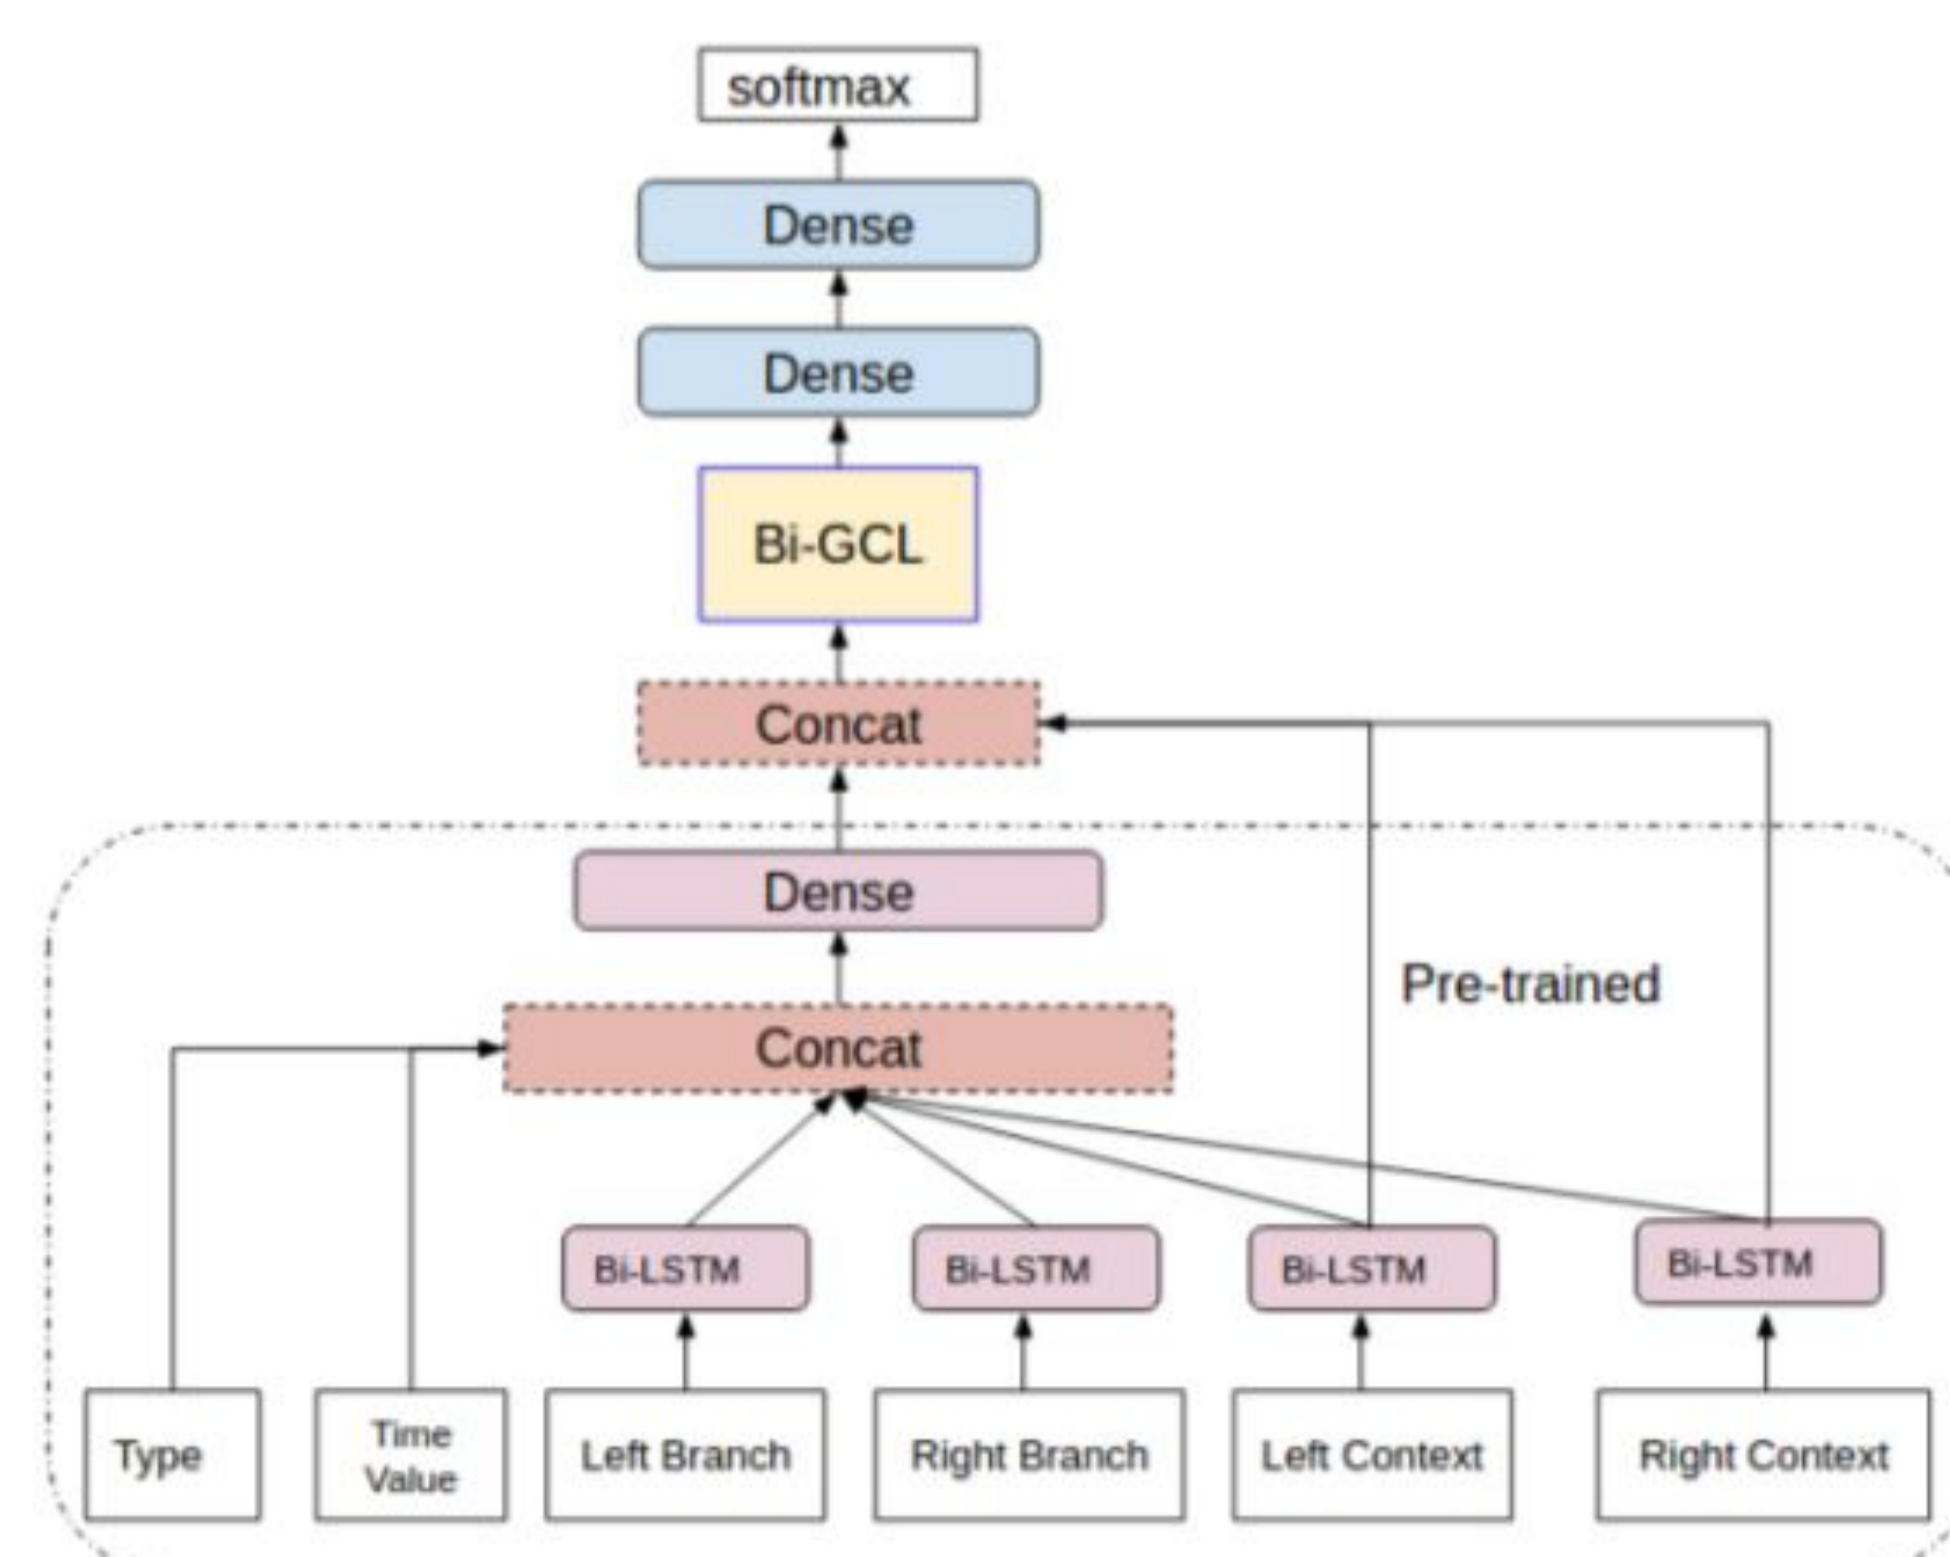 softmax
Dense
Dense
Bi-GCL
Concat
Dense
Pre-trained
Concat
Bi-LSTM
Bi-LSTM
Bi-LSTM
Bi-LSTM
Type
Time
Value
Left Branch
Right Branch
Left Context
Right Context